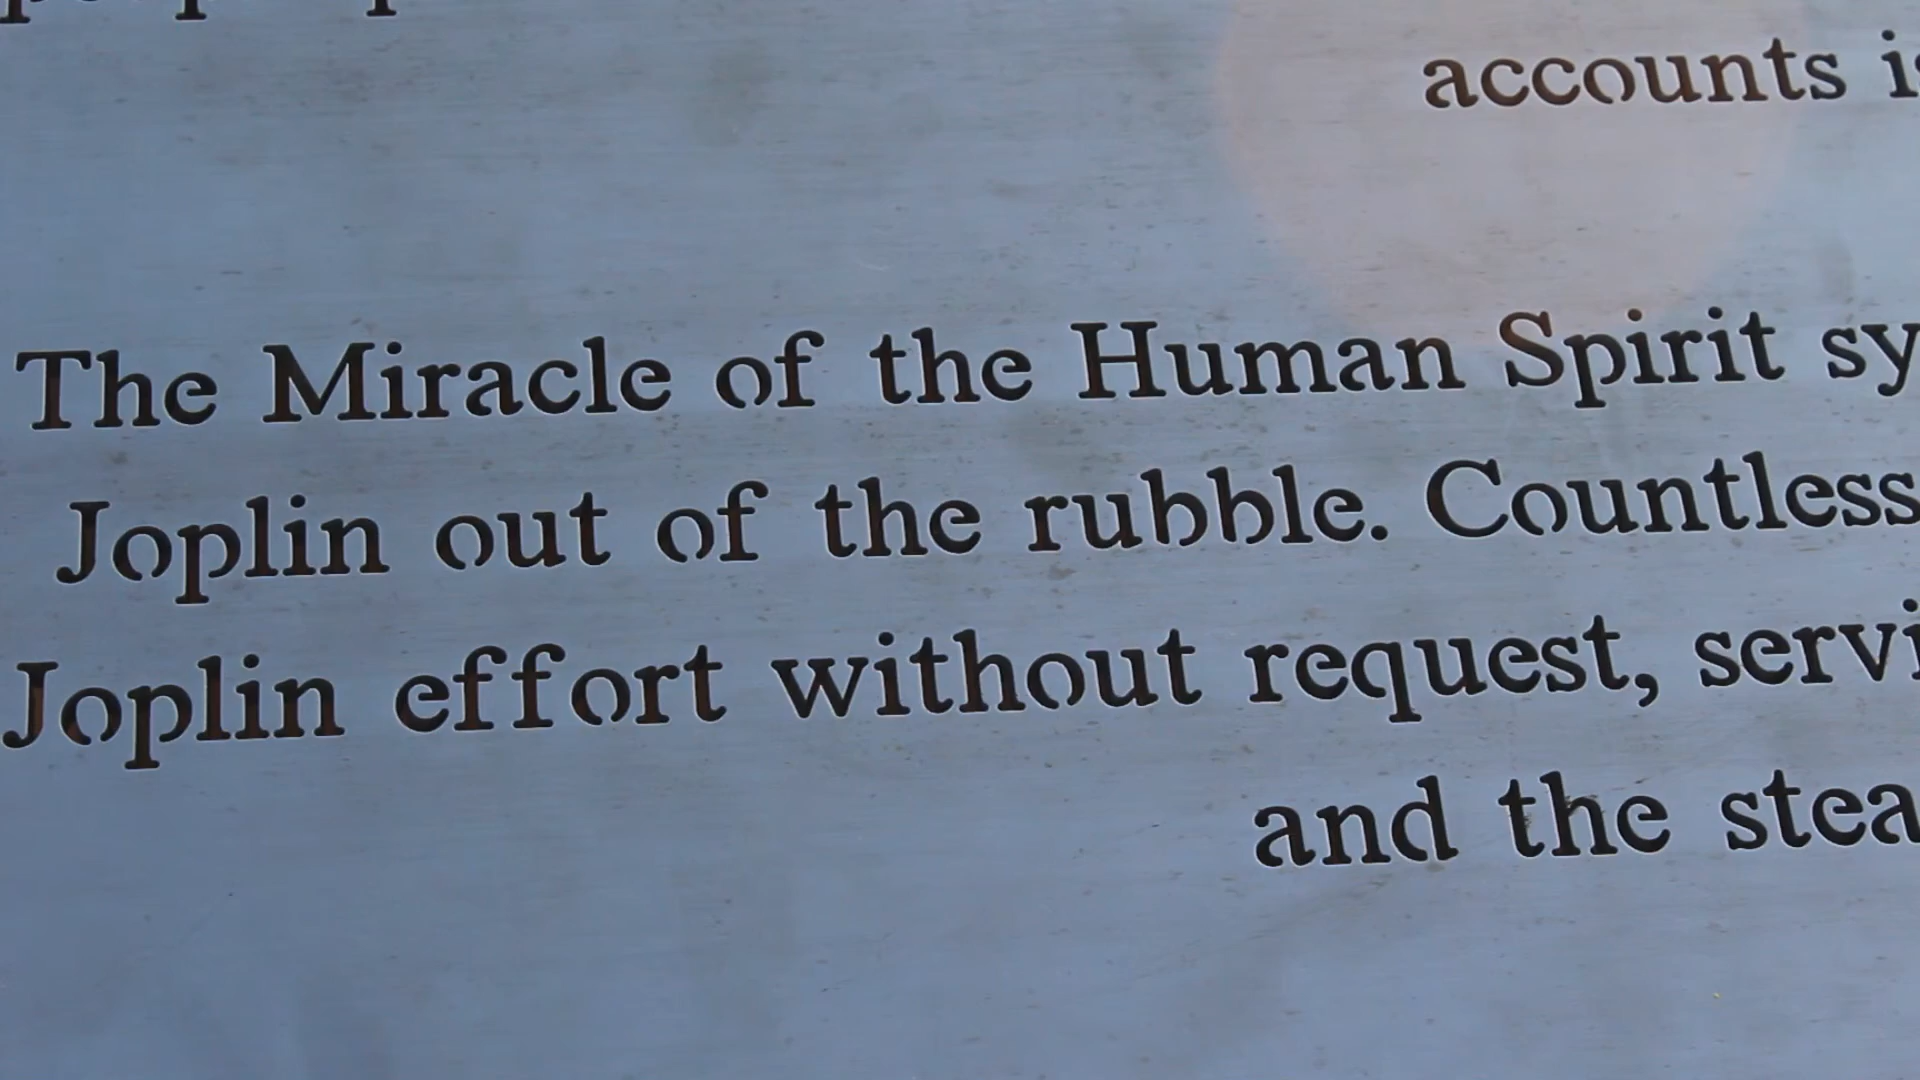 accounts
The Miracle of the Human Spirit
Joplin out of the rubble. Countless
Joplin effort without request,
and the